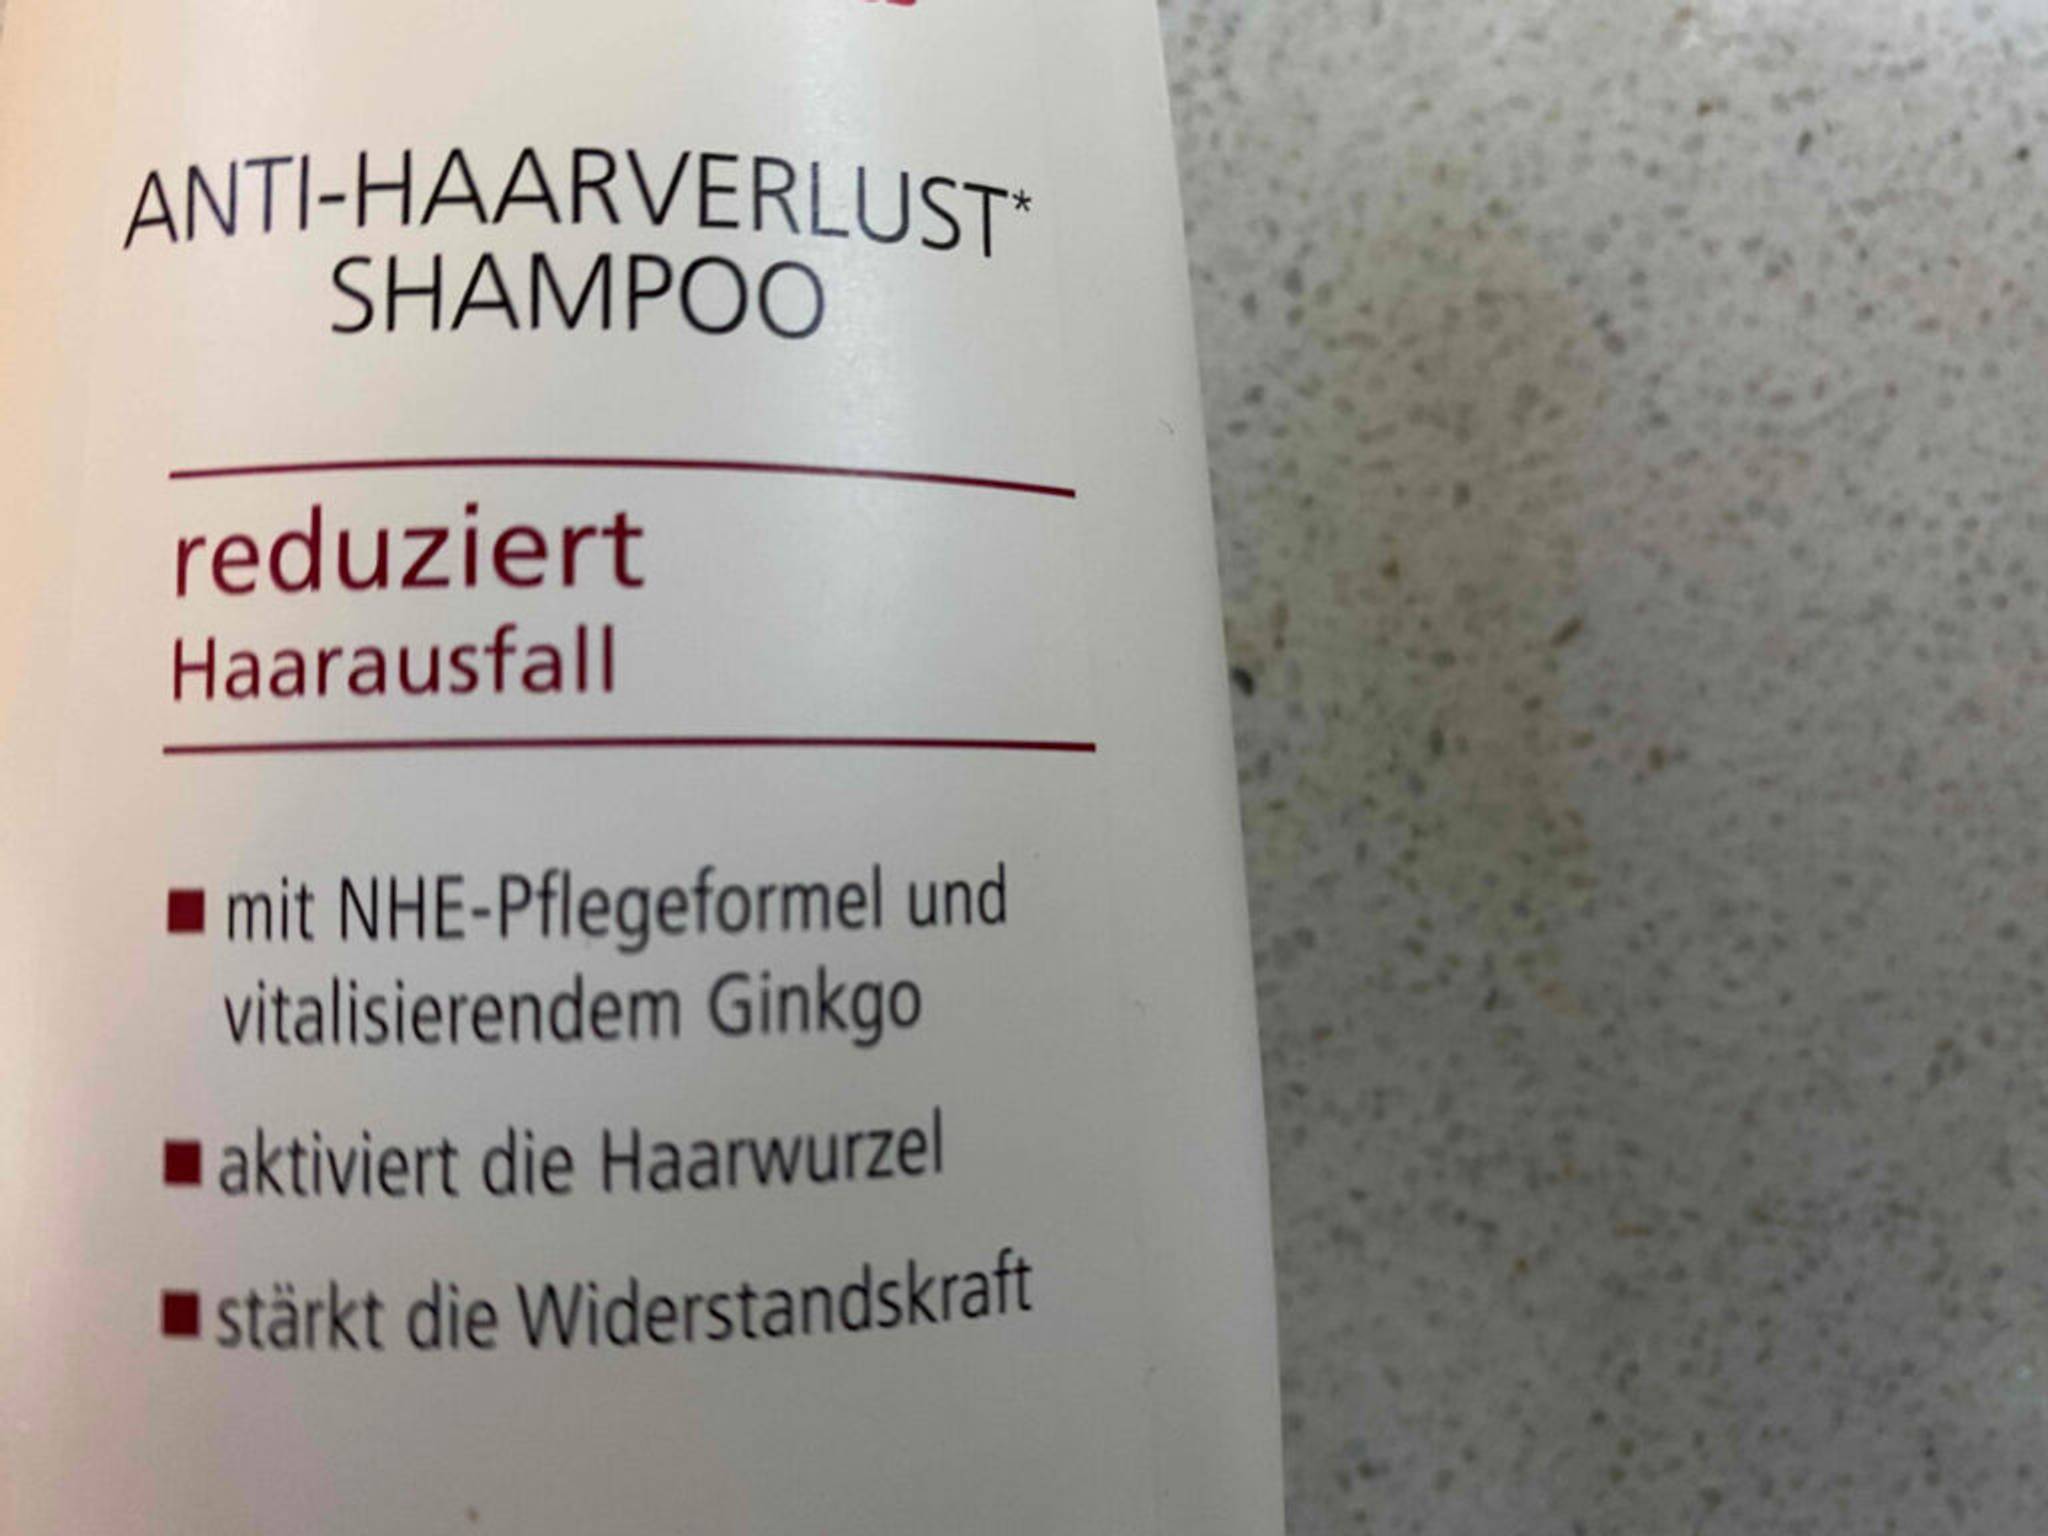 ANTI-HAARVERLUST*
SHAMPOO
reduziert
Haarausfall
■ mit NHE-Pflegeformel und
vitalisierendem Ginkgo
■ aktiviert die Haarwurzel
■ stärkt die Widerstandskraft